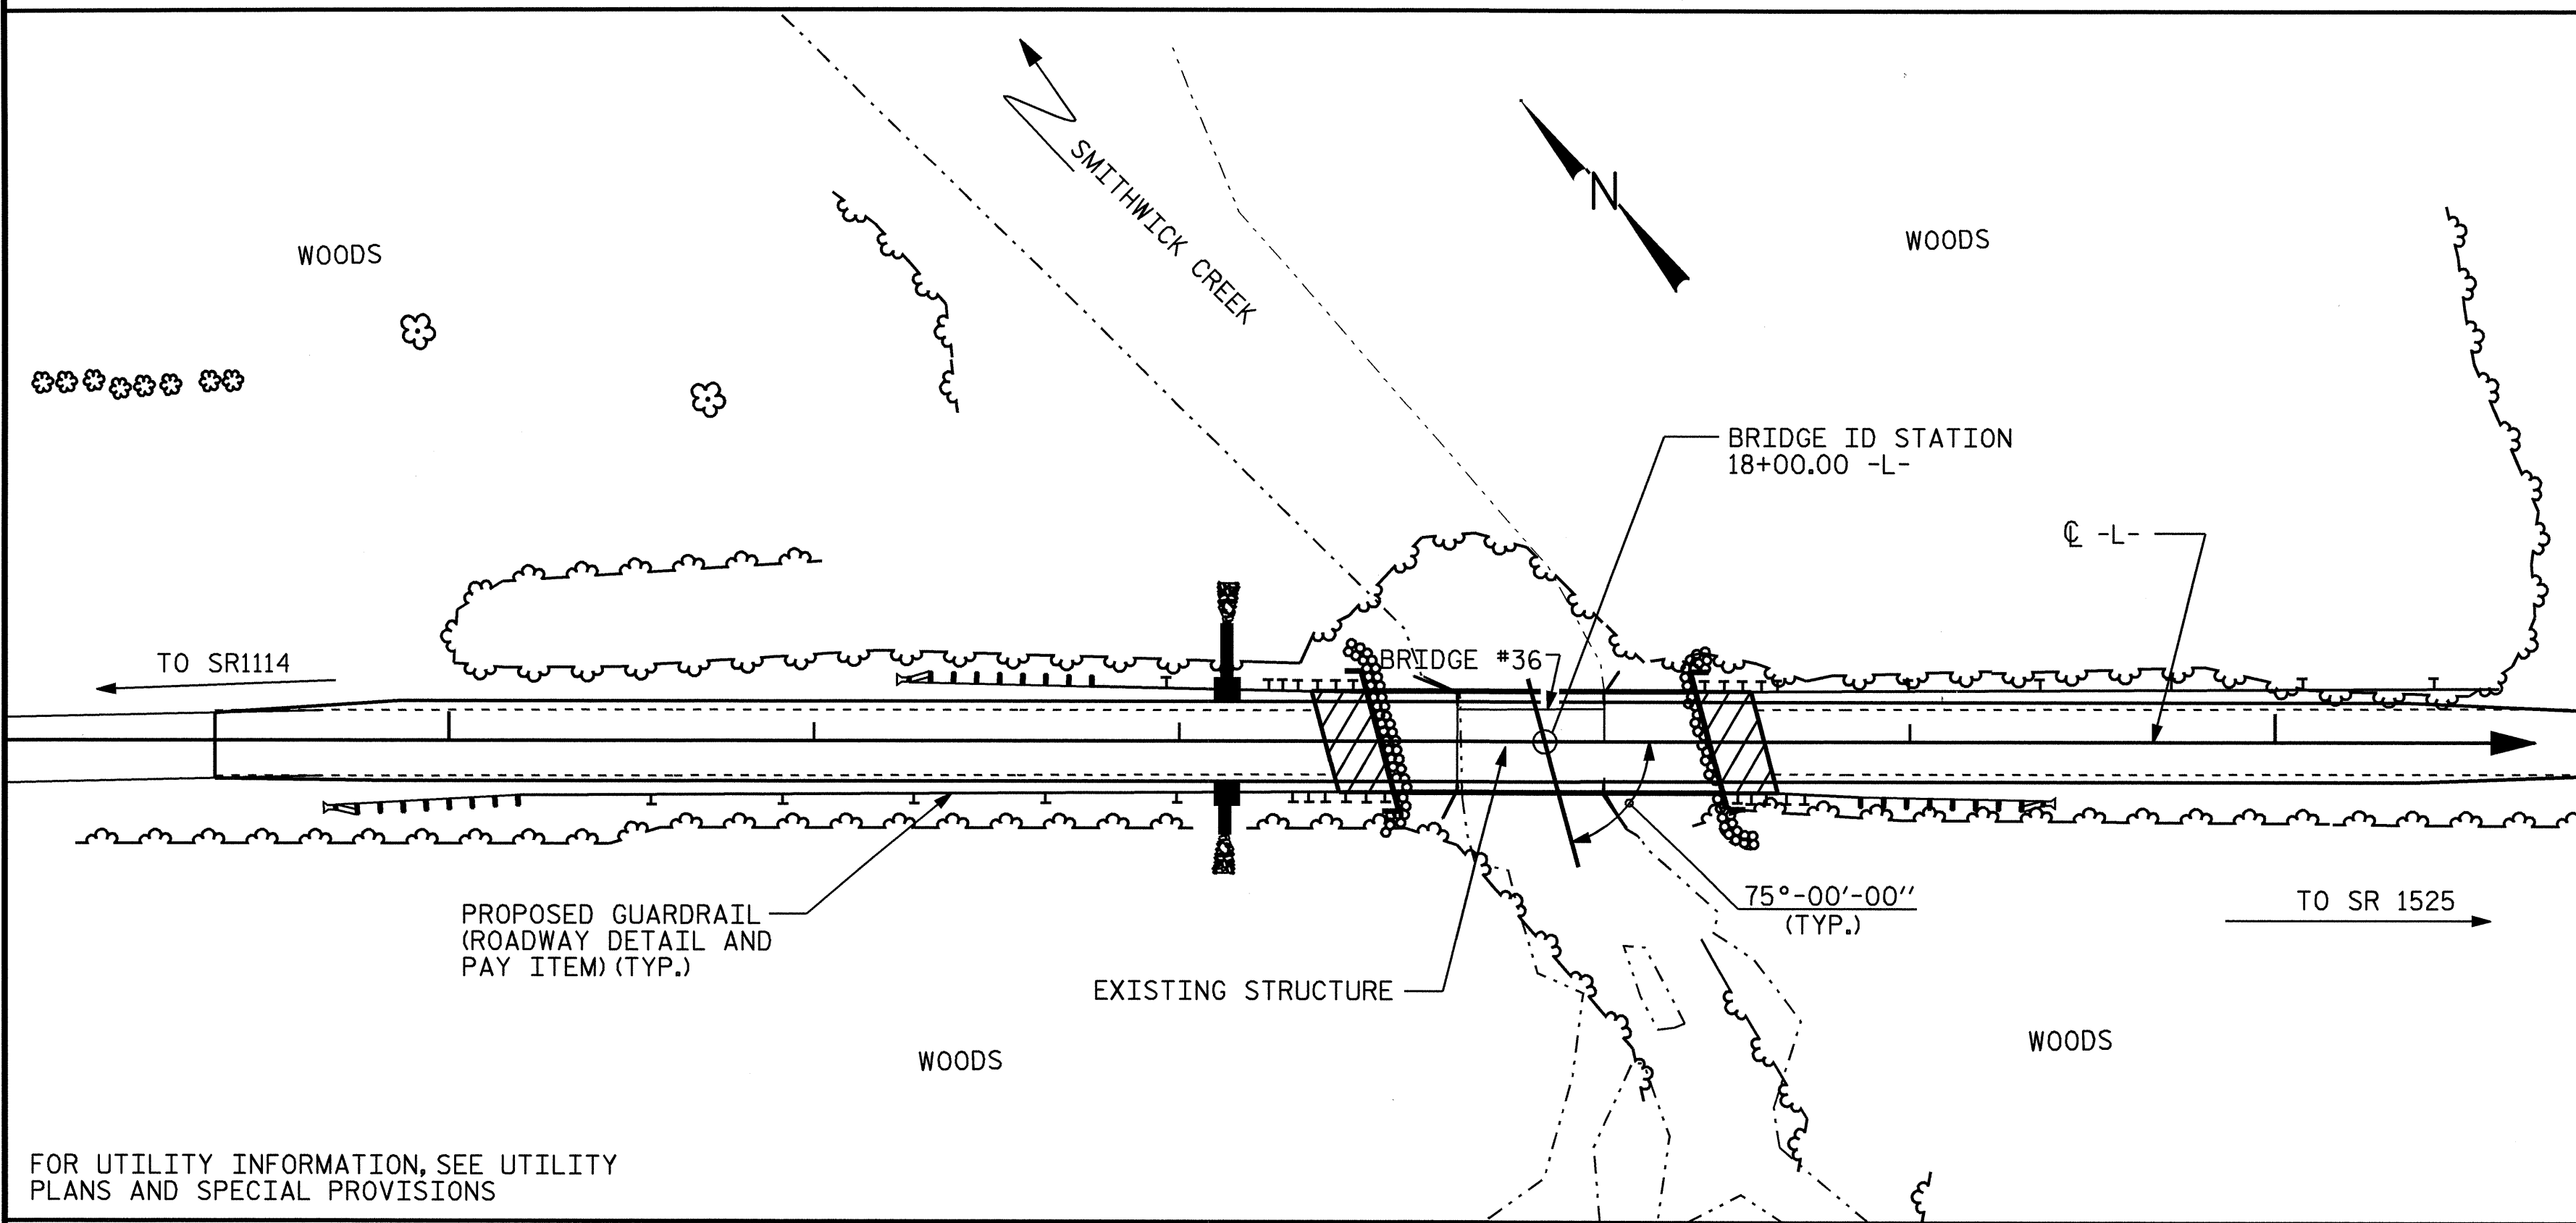 SMITHWICK CREEK
N
WOODS
WOODS
BRIDGE ID STATION
18+00.00 -L-
℄ -L-
TO SR1114
BRIDGE #36
PROPOSED GUARDRAIL
(ROADWAY DETAIL AND
PAY ITEM) (TYP.)
75°-00'-00"
(TYP.)
TO SR 1525
EXISTING STRUCTURE
WOODS
WOODS
FOR UTILITY INFORMATION, SEE UTILITY
PLANS AND SPECIAL PROVISIONS